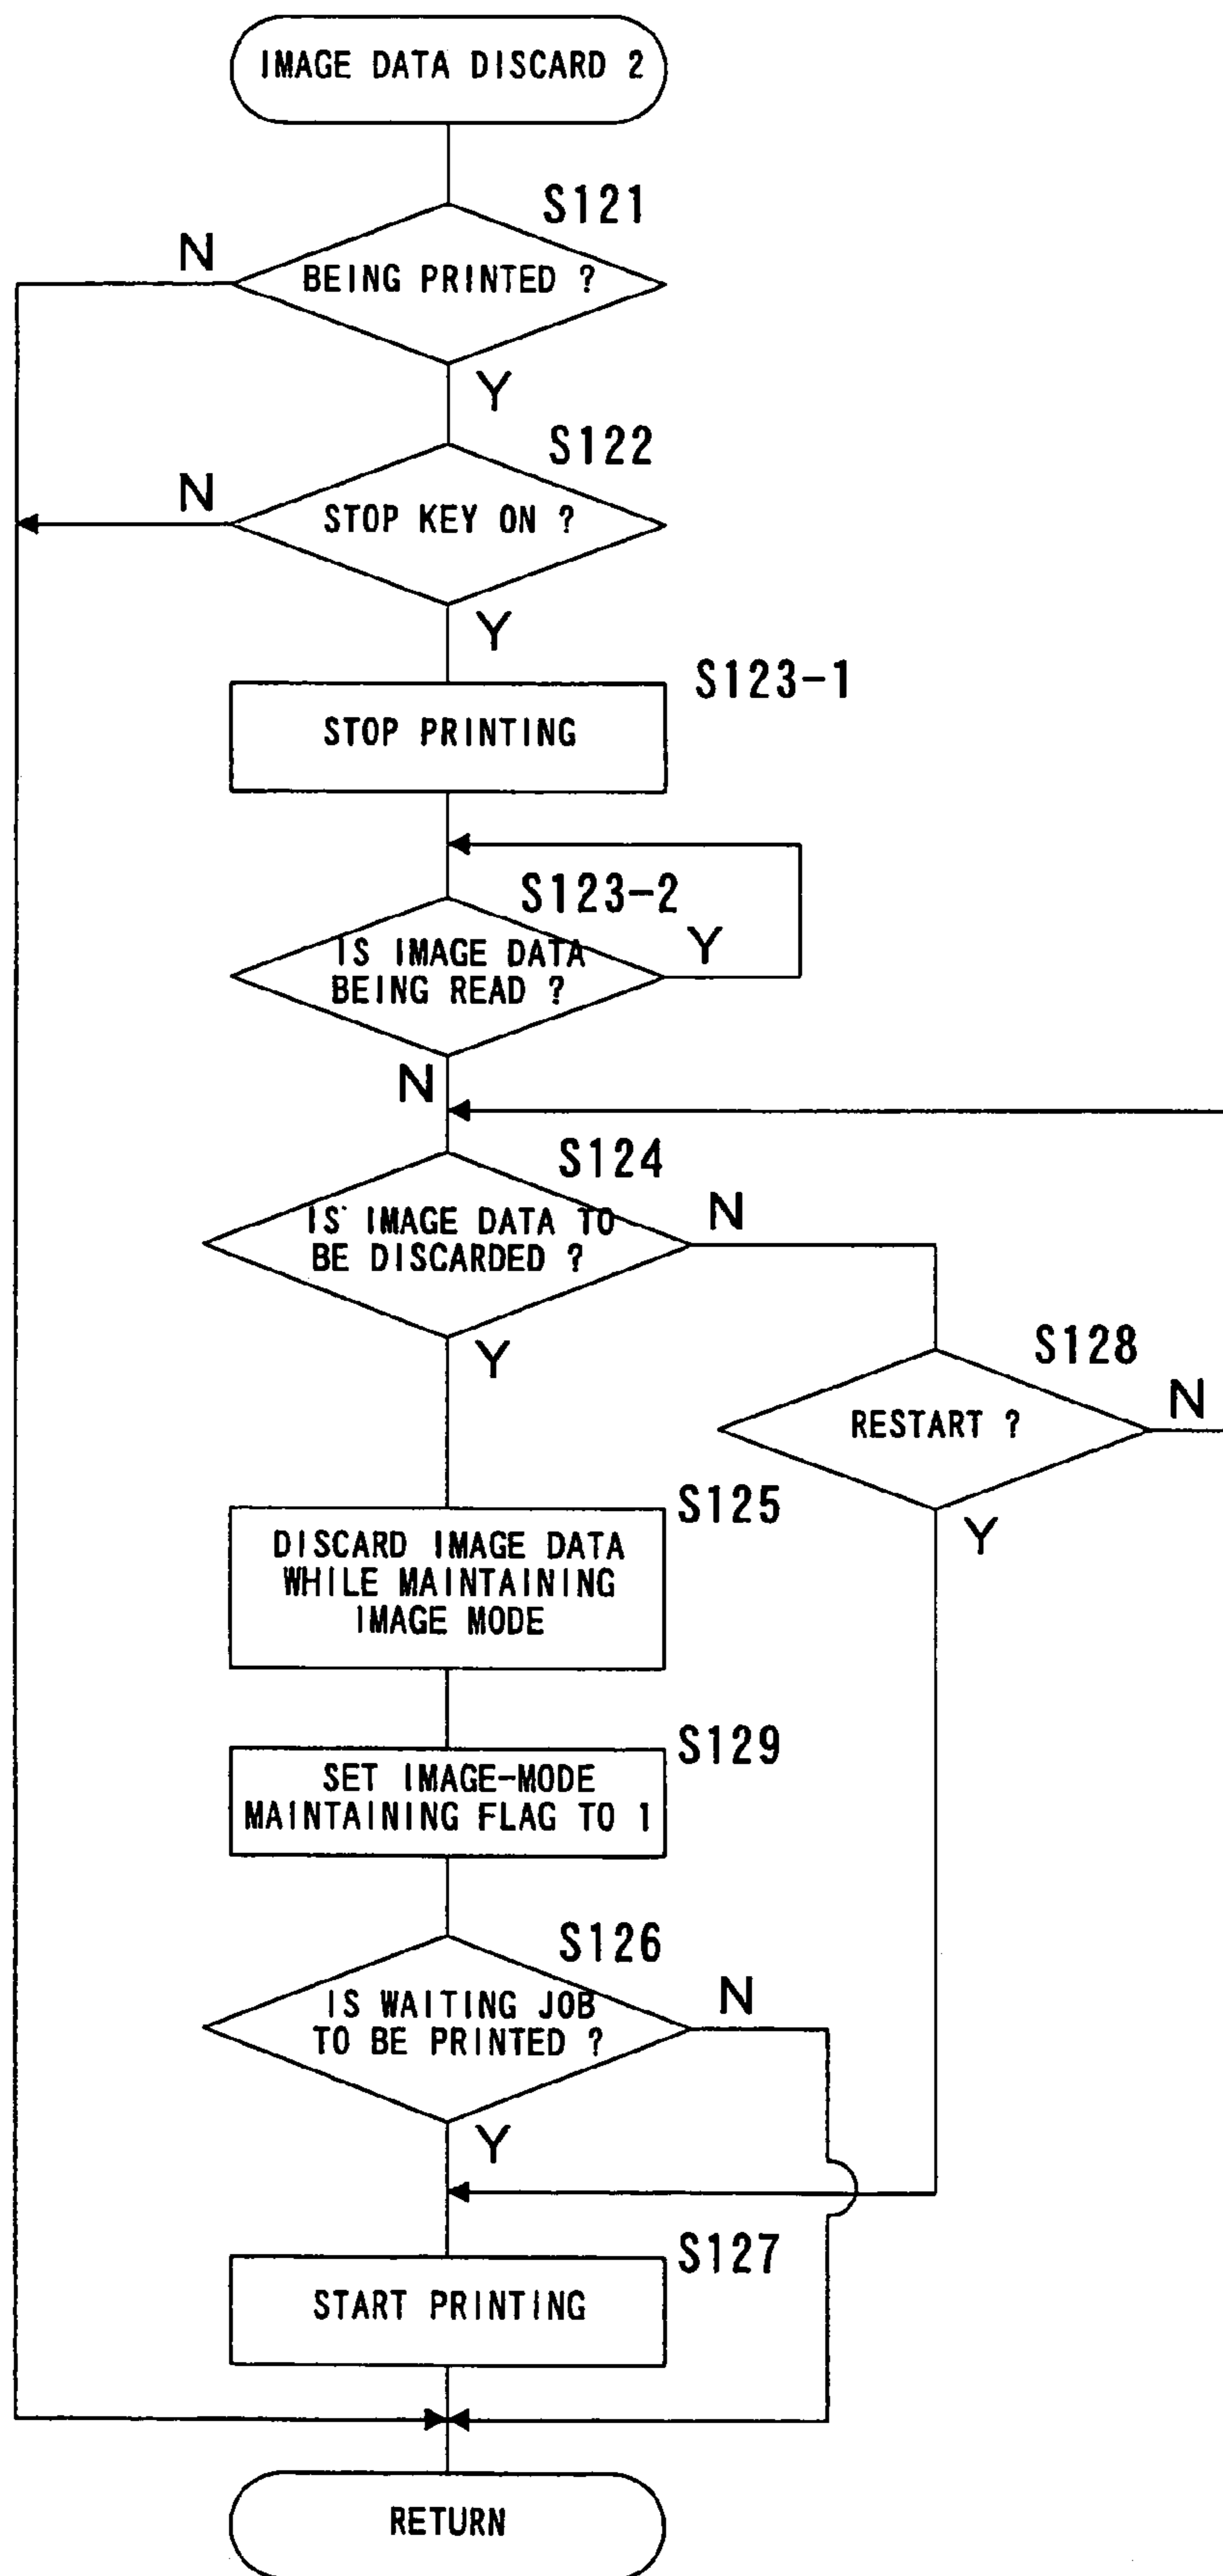 IMAGE DATA DISCARD 2
S121
N
BEING PRINTED ?
Y
S122
N
STOP KEY ON ?
Y
S123-1
STOP PRINTING
S123-2
IS IMAGE DATA
BEING READ ?
Y
N
S124
IS IMAGE DATA TO
BE DISCARDED ?
N
Y
S128
RESTART ?
N
Y
S125
DISCARD IMAGE DATA
WHILE MAINTAINING
IMAGE MODE
S129
SET IMAGE-MODE
MAINTAINING FLAG TO 1
S126
IS WAITING JOB
TO BE PRINTED ?
N
Y
S127
START PRINTING
RETURN